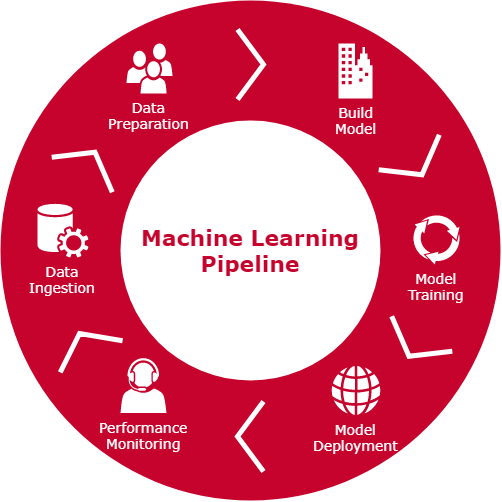 Data
Preparation
Build
Model
Machine Learning
Pipeline
Data
Ingestion
Model
Training
Performance
Monitoring
Model
Deployment